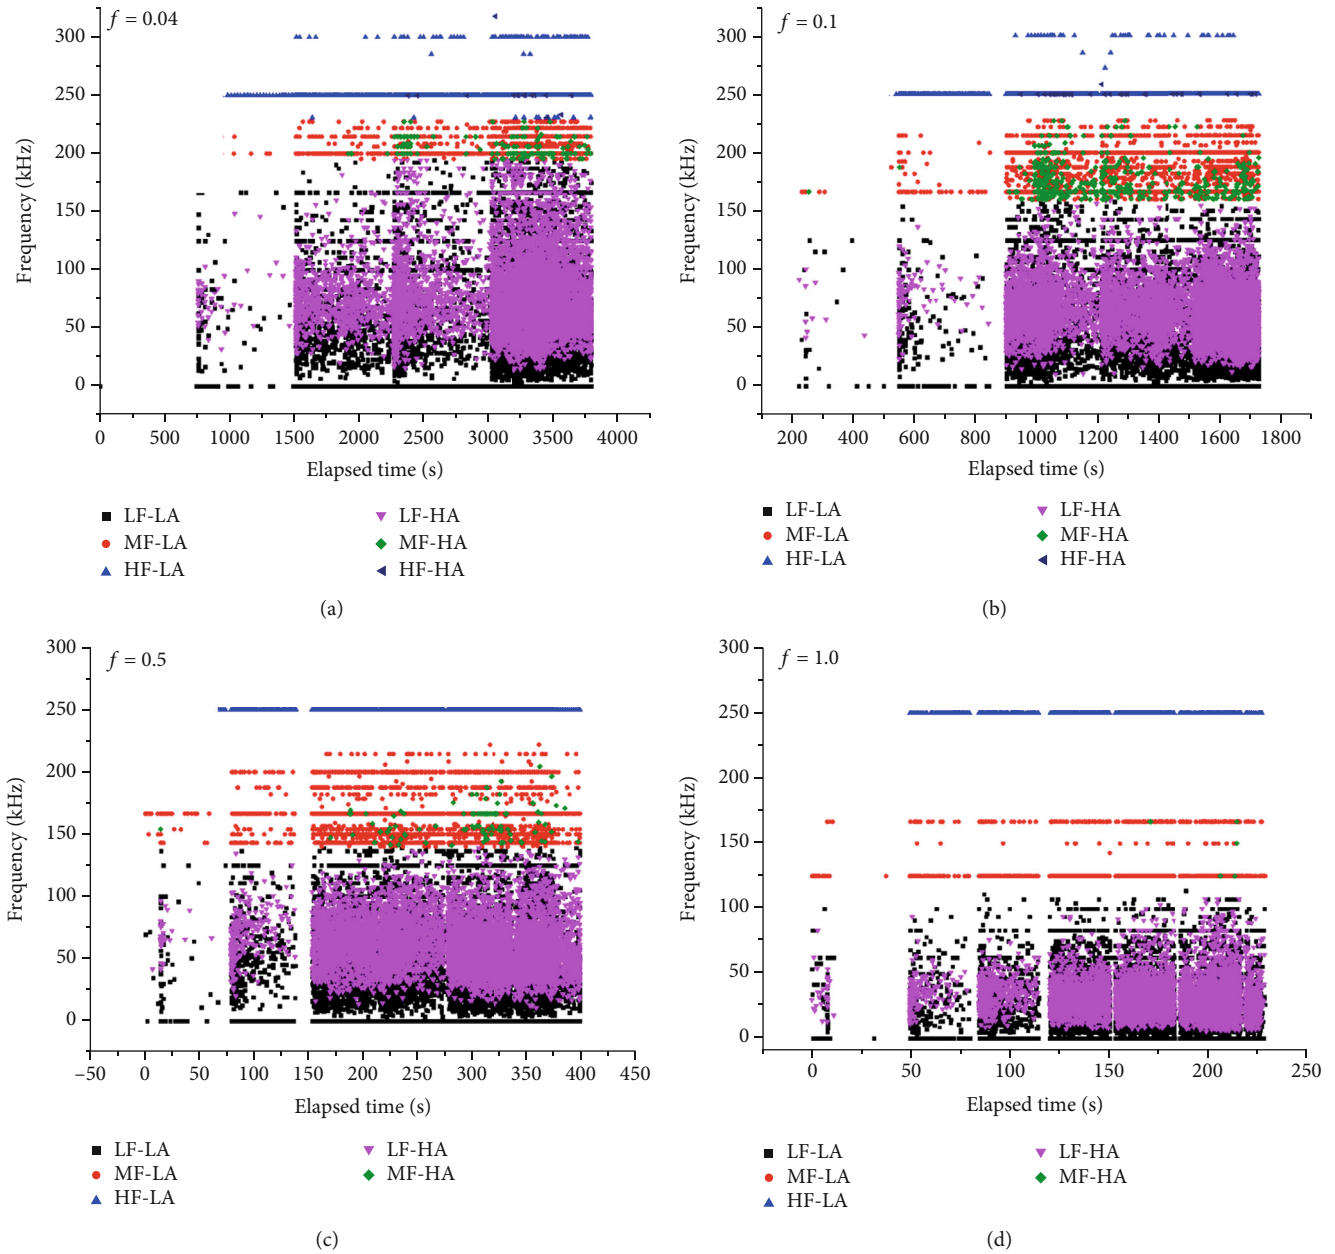 f = 0.04
300
250
200
150
100
50
0
Frequency (kHz)
0 500 1000 1500 2000 2500 3000 3500 4000
Elapsed time (s)
LF-LA LF-HA
MF-LA MF-HA
HF-LA HF-HA
(a)
f = 0.1
300
250
200
150
100
50
0
Frequency (kHz)
200 400 600 800 1000 1200 1400 1600 1800
Elapsed time (s)
LF-LA LF-HA
MF-LA MF-HA
HF-LA HF-HA
(b)
f = 0.5
300
250
200
150
100
50
0
Frequency (kHz)
−50 0 50 100 150 200 250 300 350 400 450
Elapsed time (s)
LF-LA LF-HA
MF-LA MF-HA
HF-LA
(c)
f = 1.0
300
250
200
150
100
50
0
Frequency (kHz)
0 50 100 150 200 250
Elapsed time (s)
LF-LA LF-HA
MF-LA MF-HA
HF-LA
(d)